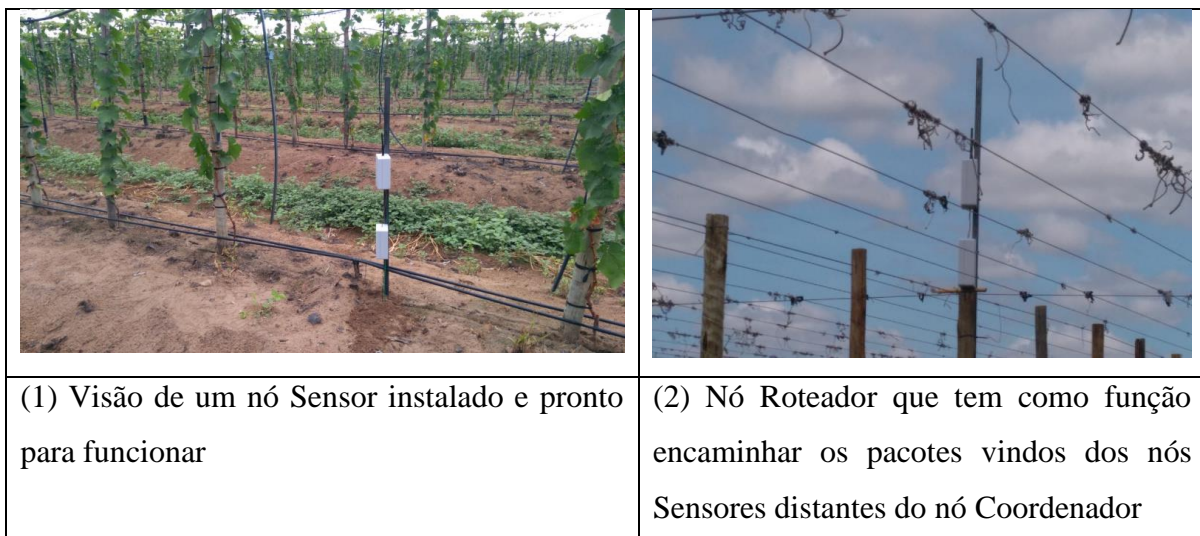 (1) Visão de um nó Sensor instalado e pronto
para funcionar
(2) Nó Roteador que tem como função
encaminhar os pacotes vindos dos nós
Sensores distantes do nó Coordenador